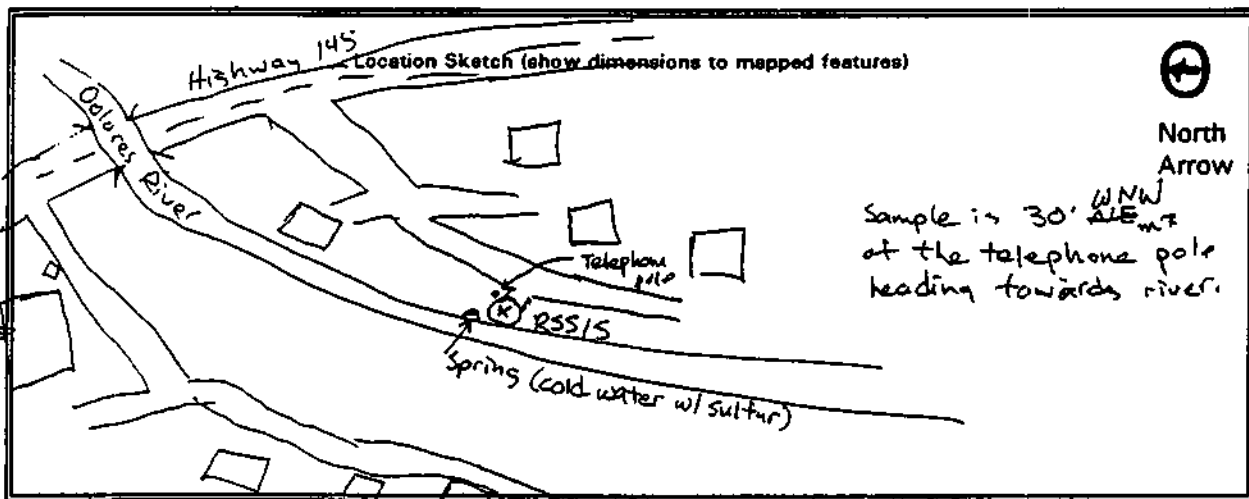 Highway 145
Location Sketch (show dimensions to mapped features)
Dolores River
North
Arrow
WNW
Sample is 30'
of the telephone pole
heading towards river.
Telephone
pole
Spring (cold water w/ sulfur)